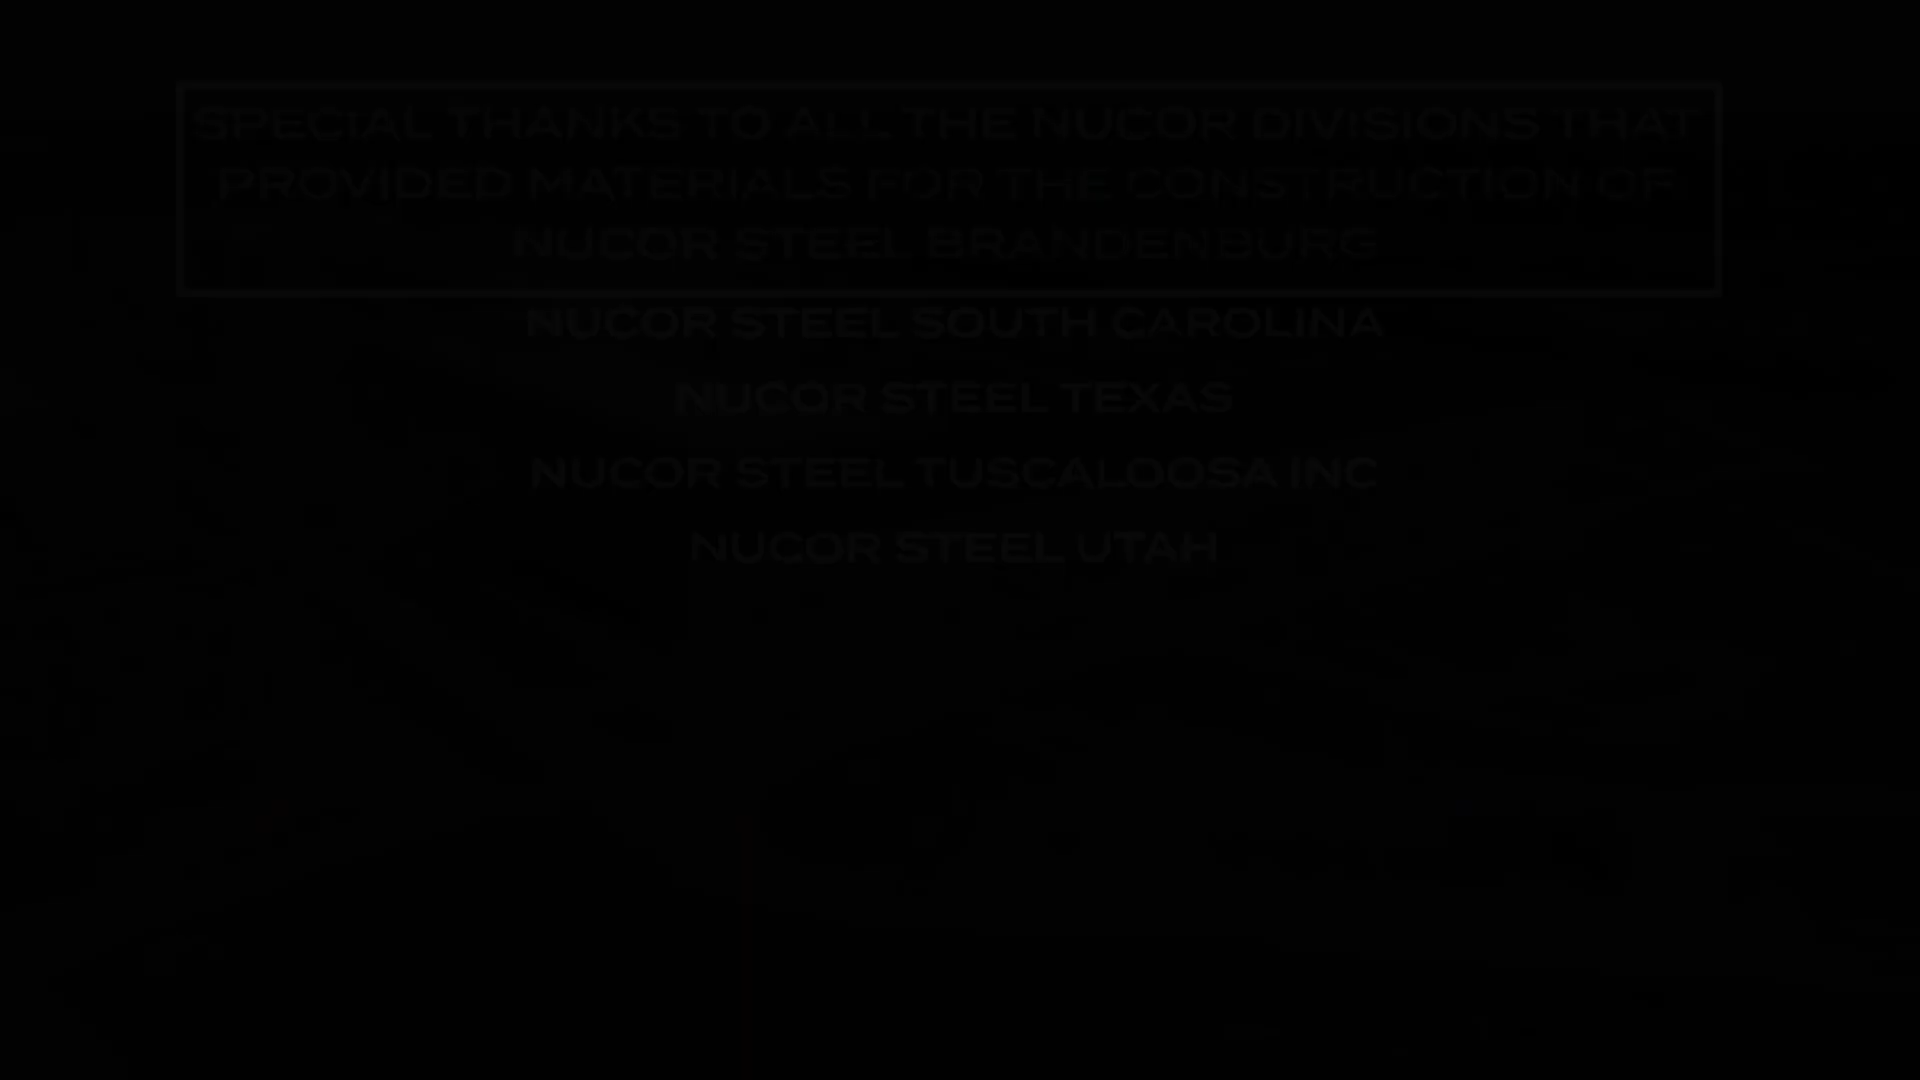 SPECIAL THANKS TO ALL THE NUCOR DIVISIONS THAT
PROVIDED MATERIALS FOR THE CONSTRUCTION OF
NUCOR STEEL BRANDENBURG
NUCOR STEEL SOUTH CAROLINA
NUCOR STEEL TEXAS
NUCOR STEEL TUSCALOOSA INC
NUCOR STEEL UTAH